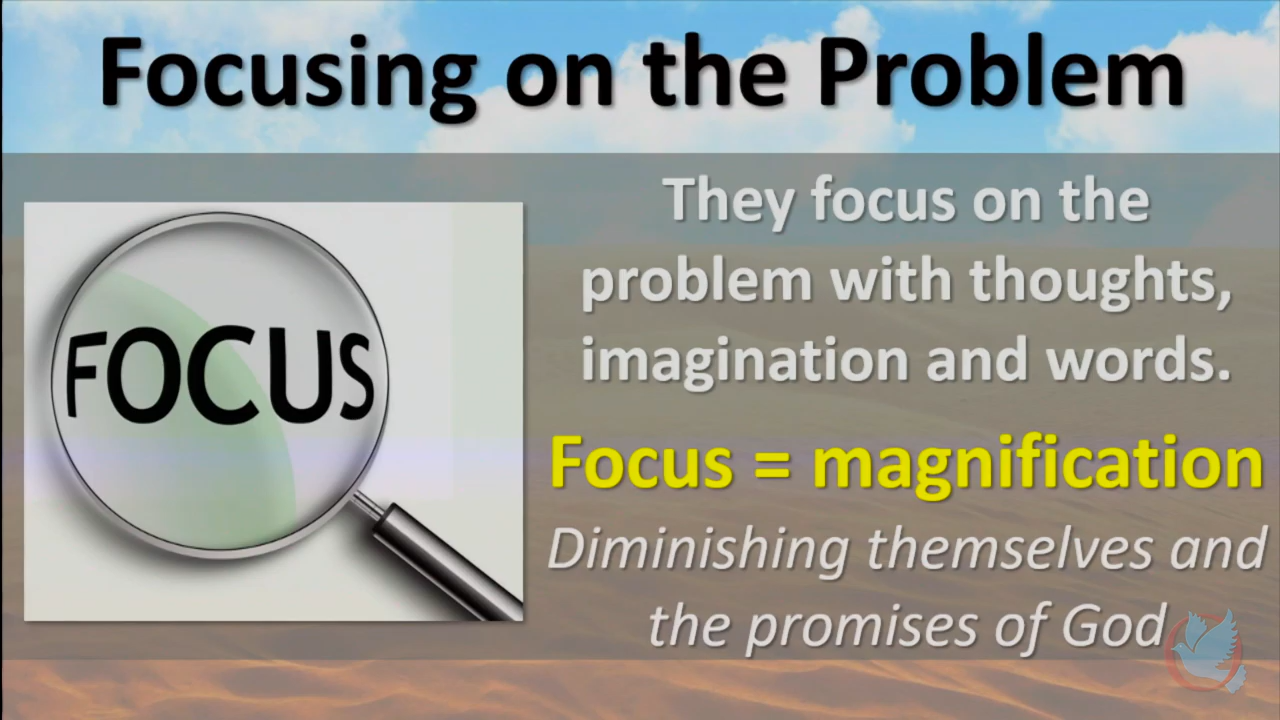 Focusing on the Problem
They focus on the
problem with thoughts,
imagination and words.
FOCUS
Focus = magnification
Diminishing themselves and
the promises of God